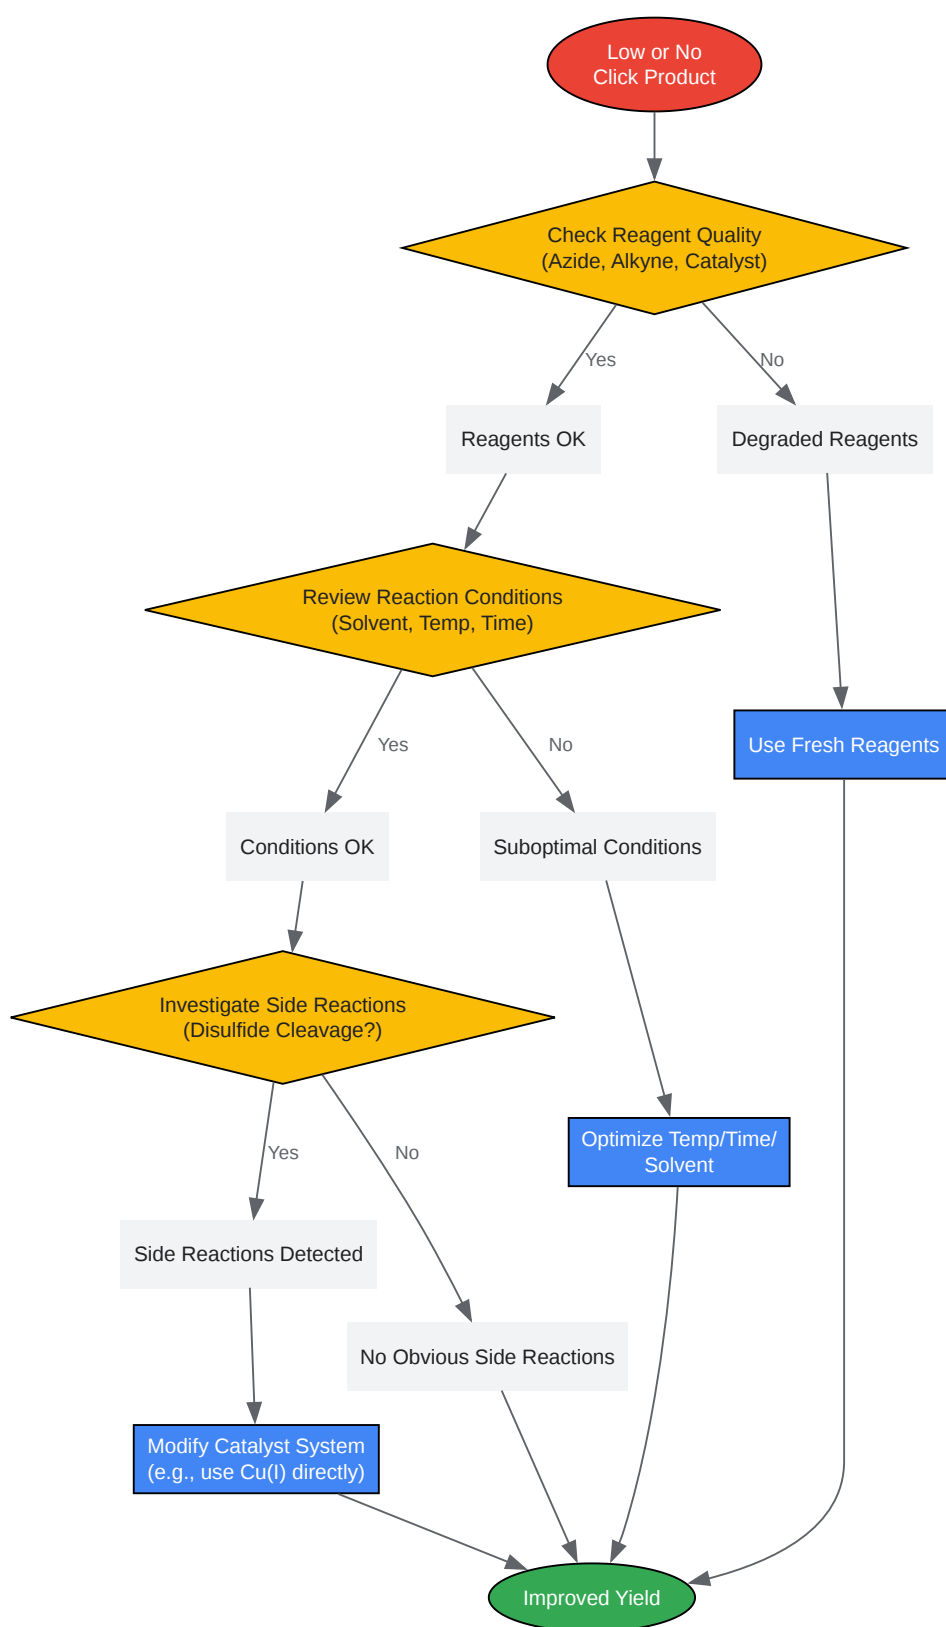 Low or No
Click Product
Check Reagent Quality
(Azide, Alkyne, Catalyst)
Yes
No
Reagents OK
Degraded Reagents
Review Reaction Conditions
(Solvent, Temp, Time)
Yes
No
Use Fresh Reagents
Conditions OK
Suboptimal Conditions
Investigate Side Reactions
(Disulfide Cleavage?)
Yes
No
Optimize Temp/Time/
Solvent
Side Reactions Detected
No Obvious Side Reactions
Modify Catalyst System
(e.g., use Cu(I) directly)
Improved Yield